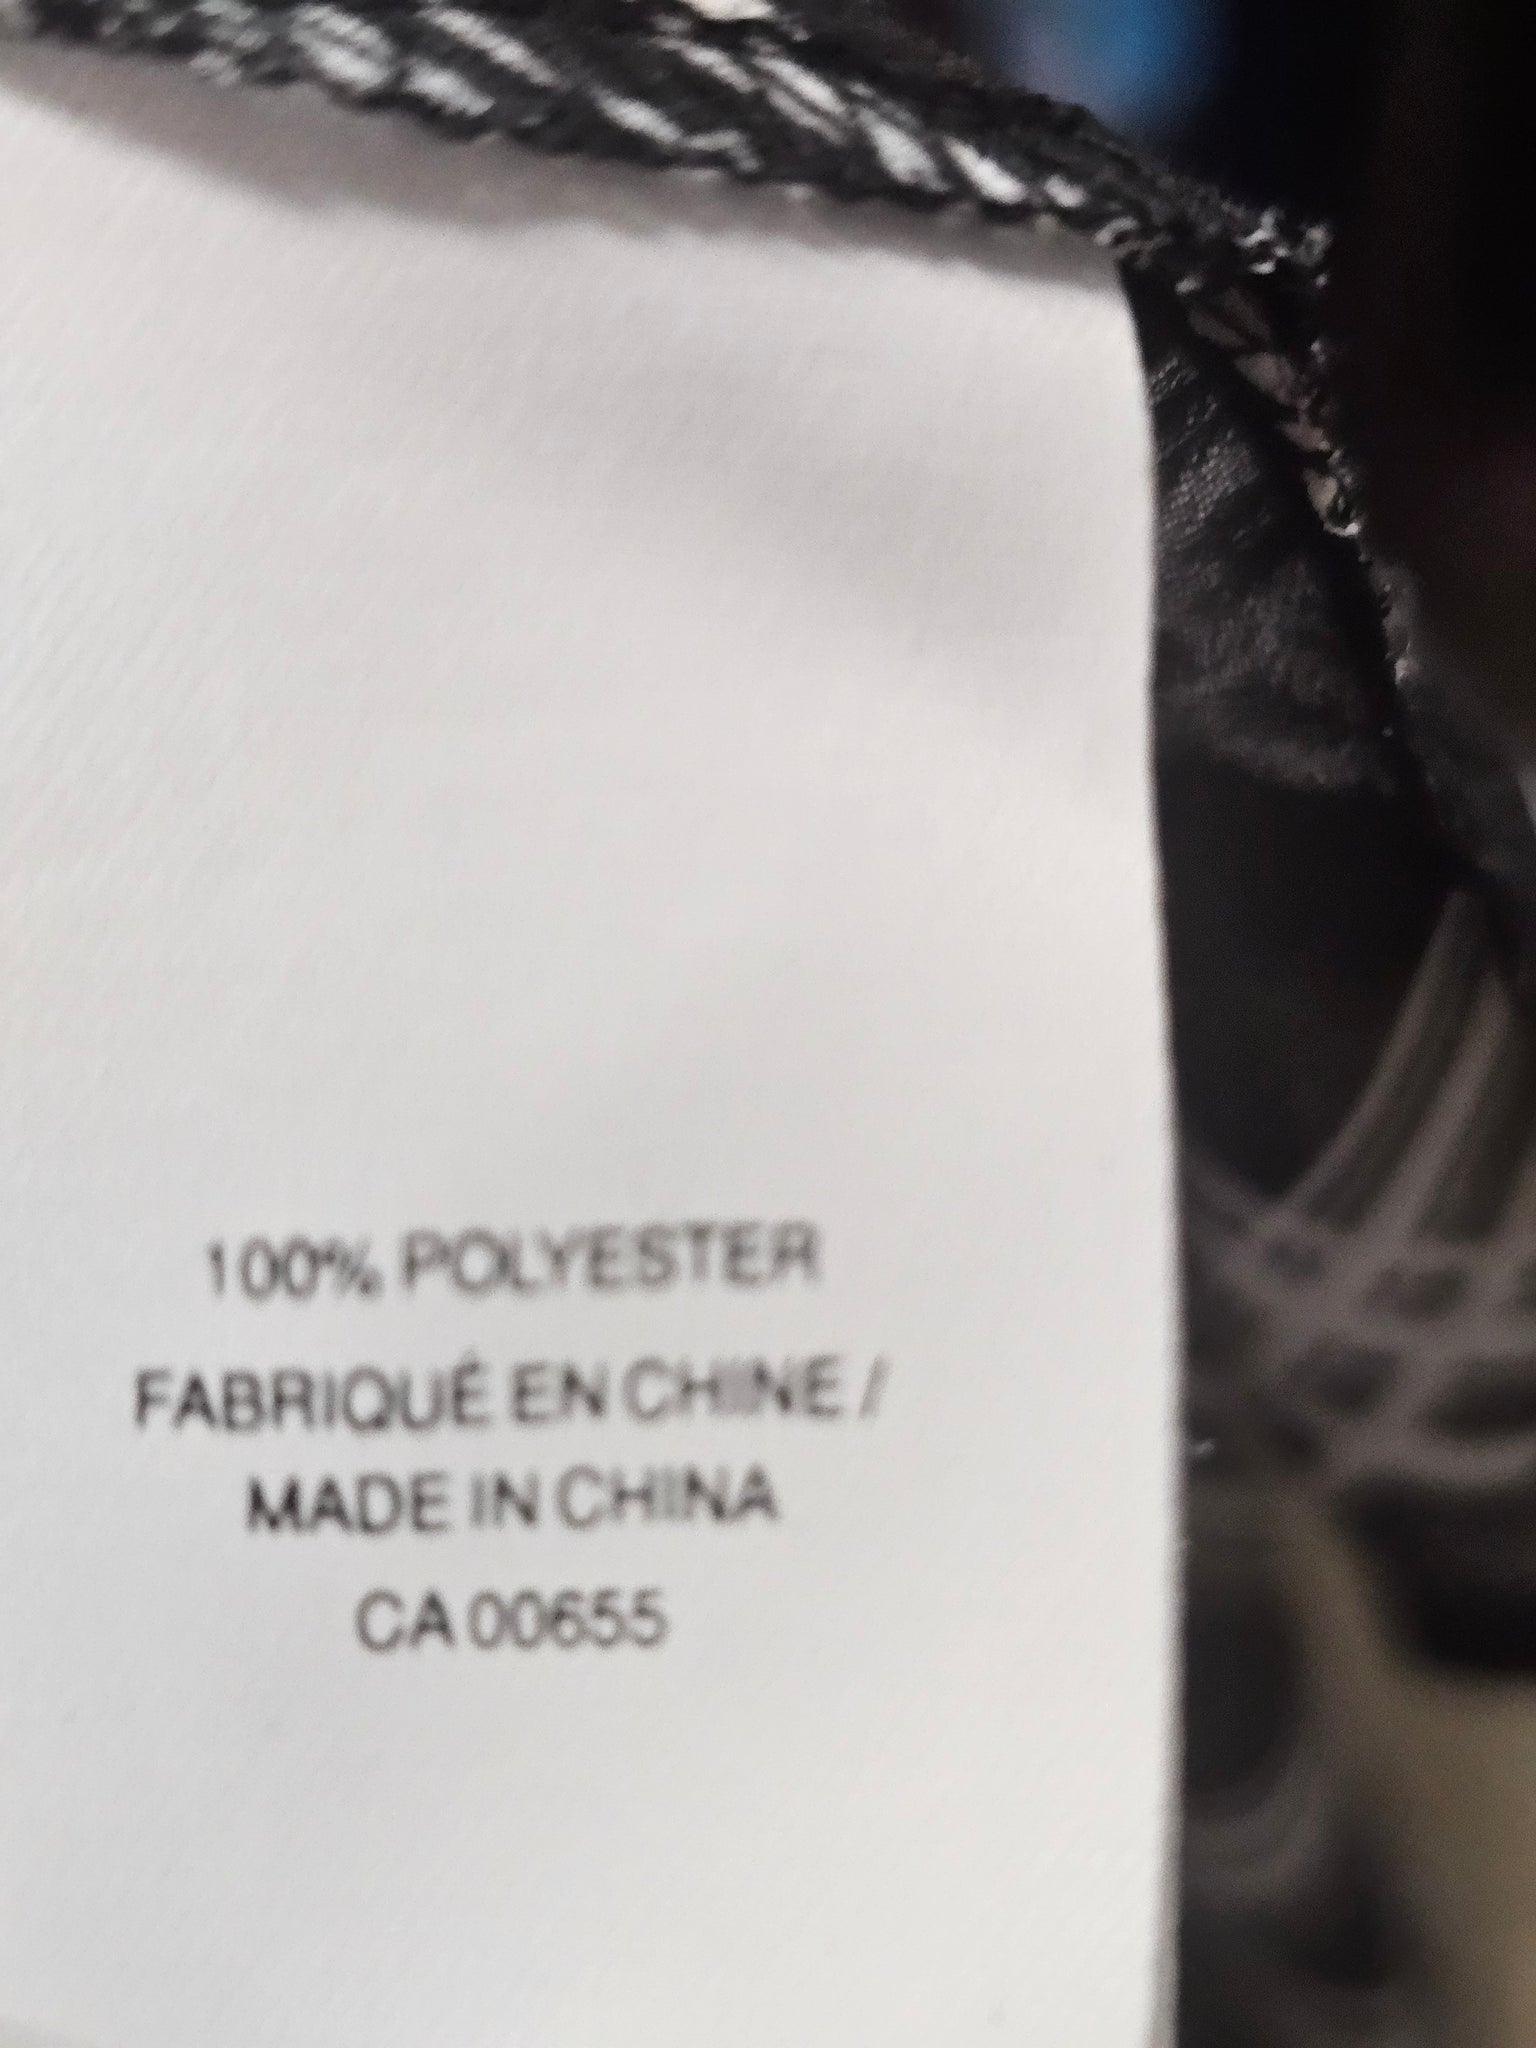 100% POLYESTER
FABRIQUÉ EN CHINE /
MADE IN CHINA
CA 00655